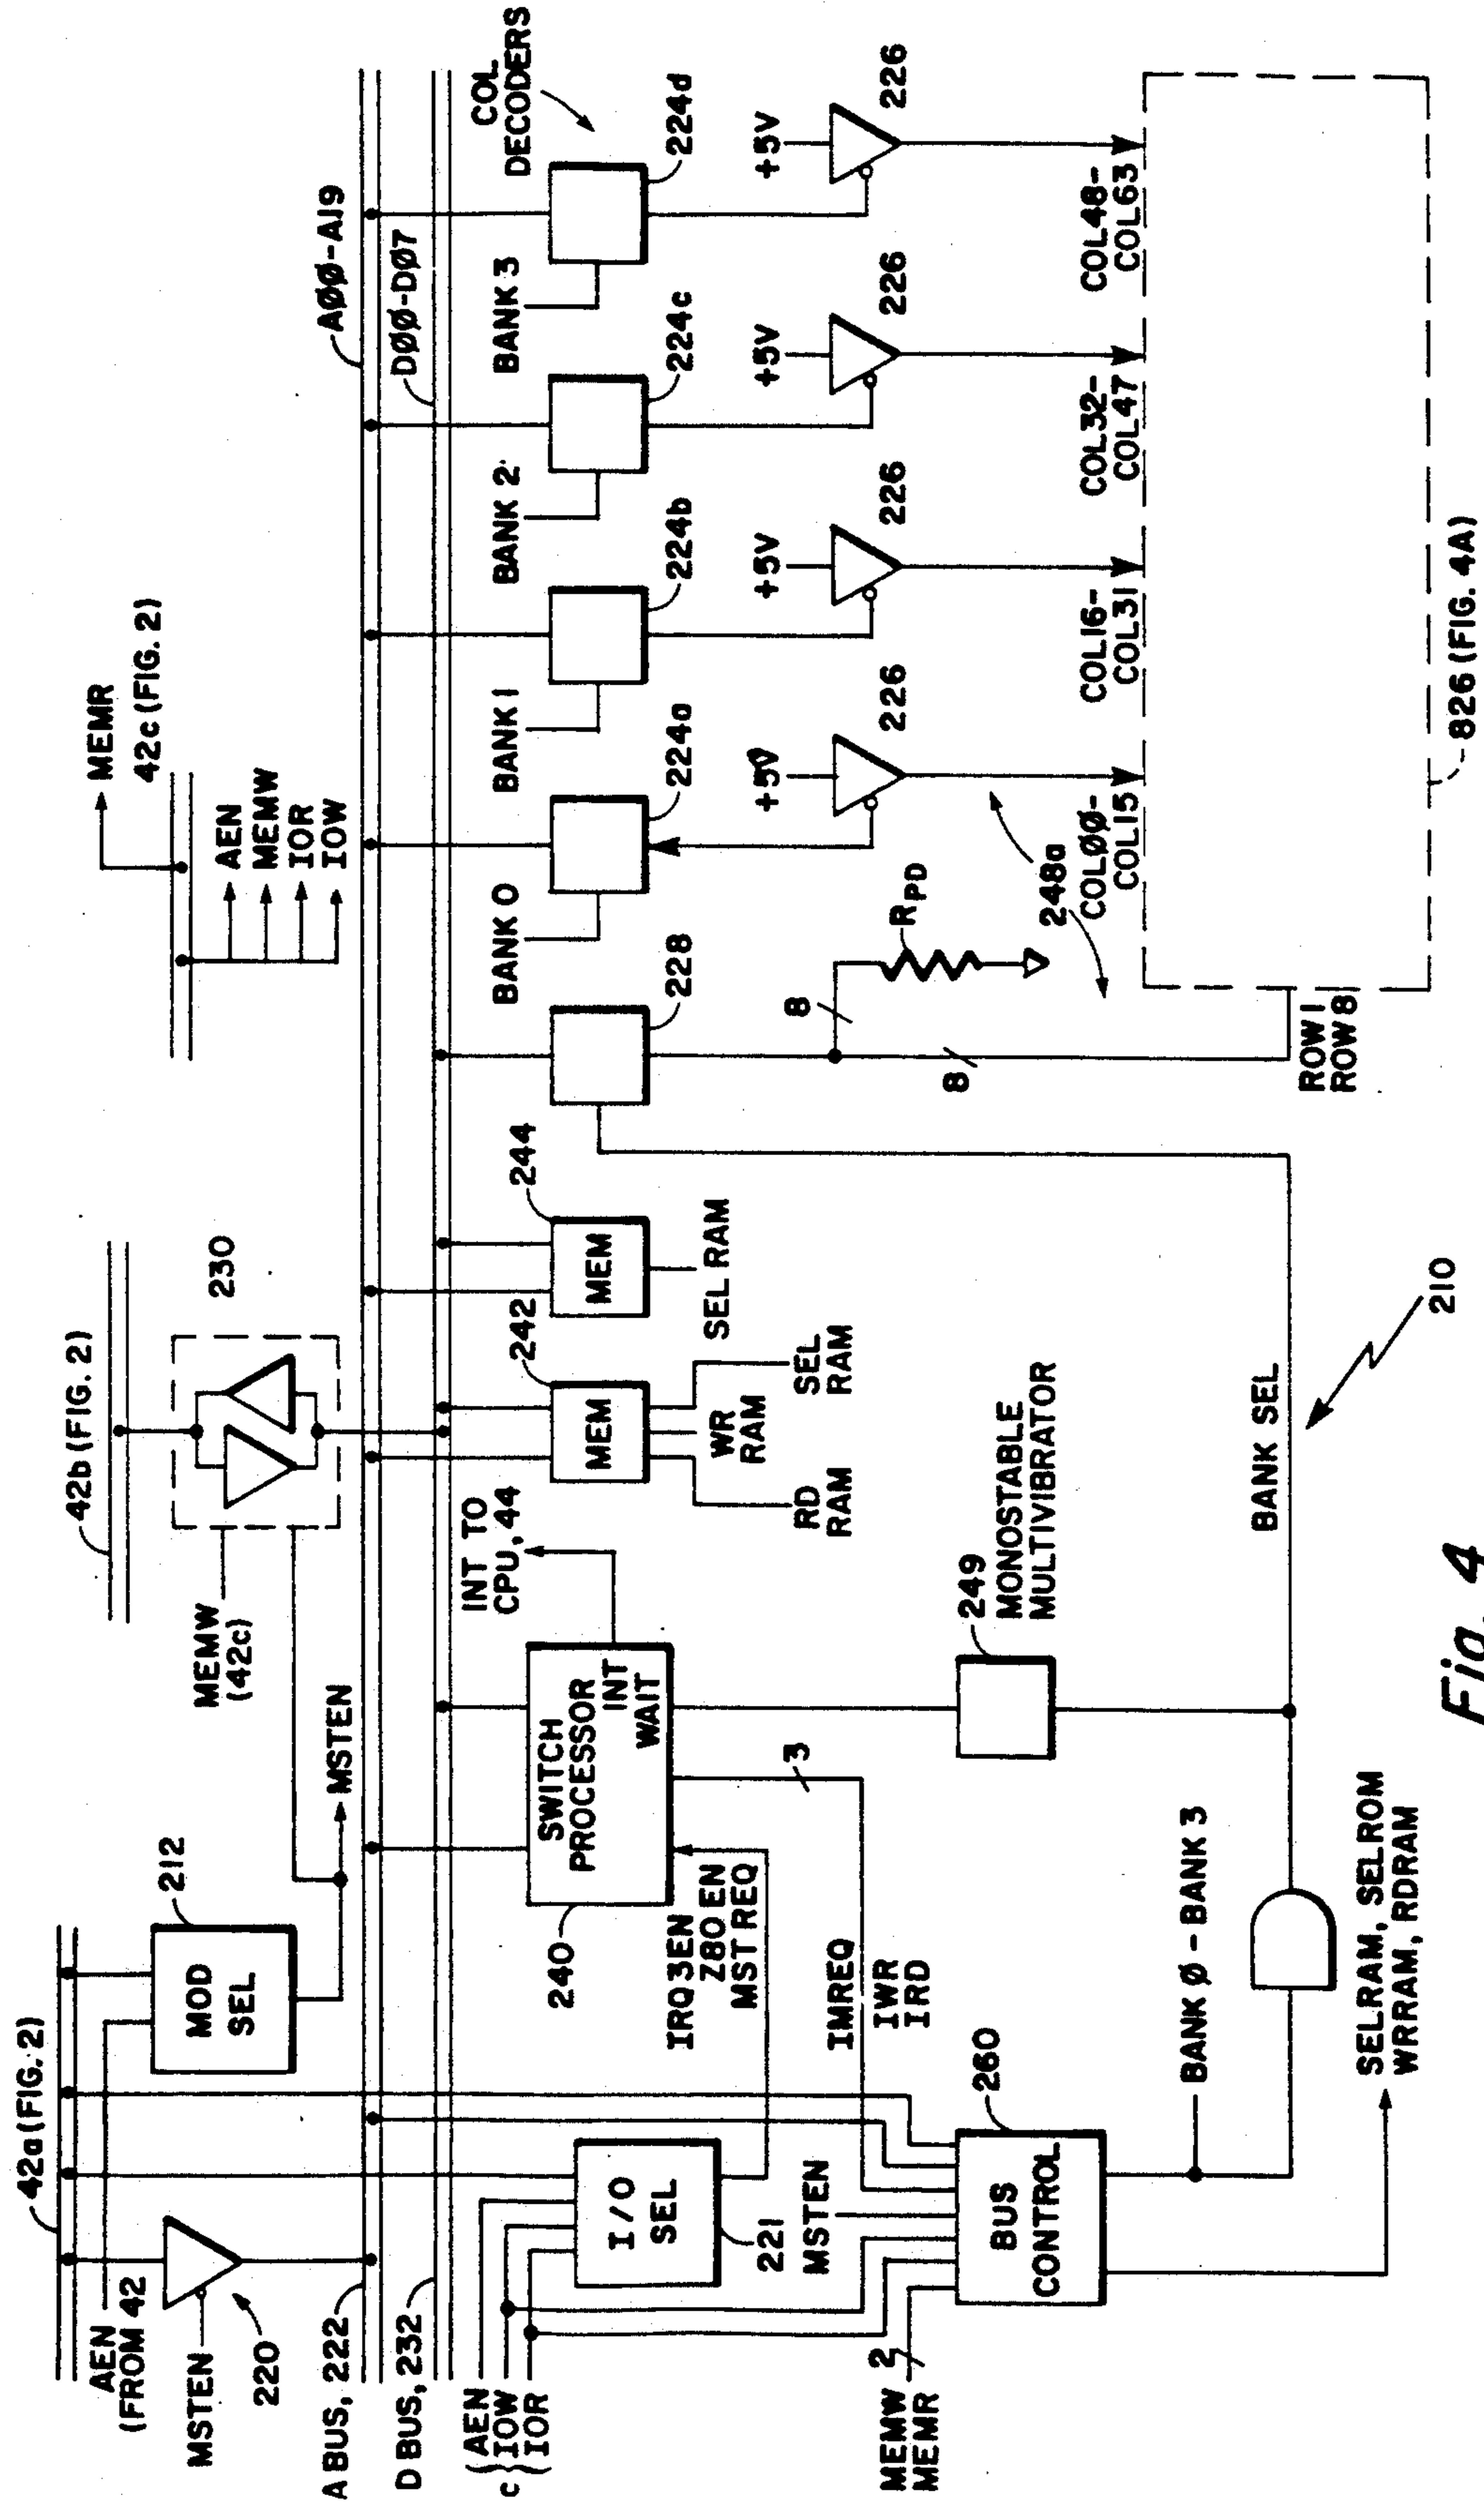 42a (FIG. 2)
AEN
(FROM 42
MSTEN
220
A BUS, 222
D BUS, 232
MOD
SEL
212
MSTEN
MEMW
(42c)
42b (FIG. 2)
230
MEMR
42c (FIG. 2)
AEN
MEMW
IOR
IOW
AØØ-A19
DØØ-DØ7
COL
DECODERS
c
AEN
IOW
IOR
I/O
SEL
221
IRQ3EN
Z80 EN
MST REQ
240
SWITCH
PROCESSOR
INT
WAIT
INT TO
CPU, 44
242
MEM
RD
RAM
WR
RAM
SEL
RAM
244
MEM
SEL RAM
228
BANK 0
224a
BANK 1
224b
BANK 2
224c
BANK 3
224d
+5V
226
+5V
226
+5V
226
+5V
226
MEMW
MEMR
2
MSTEN
IMREQ
IWR
IRD
3
260
BUS
CONTROL
249
MONOSTABLE
MULTIVIBRATOR
8
RPD
8
248a
COLØØ-
COL15
COL16-
COL31
COL32-
COL47
COL48-
COL63
BANK Ø - BANK 3
BANK SEL
ROW 1
ROW 8
SELRAM, SELROM
WRRAM, RDRAM
210
826 (FIG. 4A)
Fig. 4